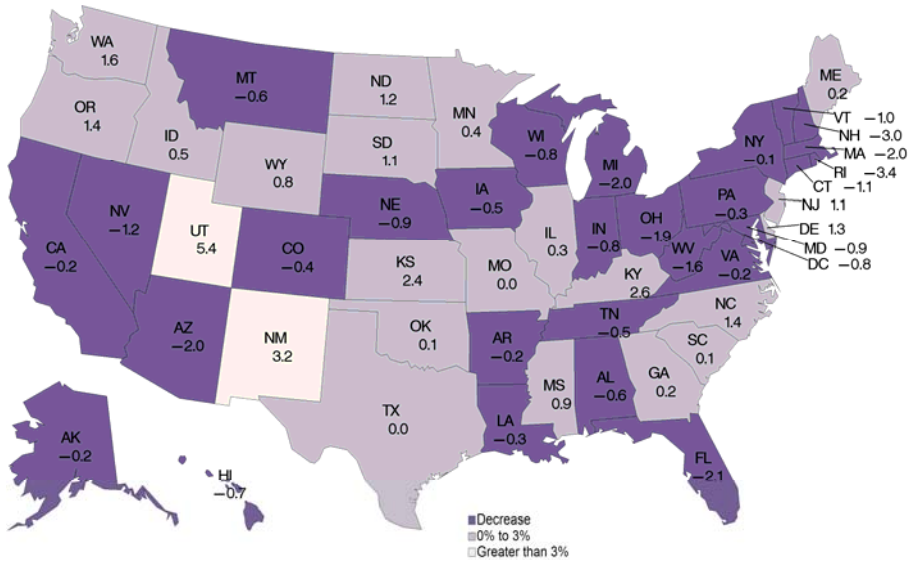 WA
1.6
OR
1.4
ID
0.5
MT
−0.6
WY
0.8
ND
1.2
SD
1.1
MN
0.4
WI
−0.8
MI
−2.0
ME
0.2
VT −1.0
NH −3.0
MA −2.0
RI −3.4
CT −1.1
NJ 1.1
DE 1.3
MD −0.9
DC −0.8
NY
−0.1
PA
−0.3
CA
−0.2
NV
−1.2
UT
5.4
CO
−0.4
NE
−0.9
IA
−0.5
KS
2.4
MO
0.0
IL
0.3
IN
−0.8
OH
−1.9
WV
−1.6
VA
−0.2
KY
2.6
AZ
−2.0
NM
3.2
OK
0.1
AR
−0.2
TN
−0.5
NC
1.4
SC
0.1
GA
0.2
AL
−0.6
MS
0.9
LA
−0.3
TX
0.0
FL
−2.1
AK
−0.2
HI
−0.7
Decrease
0% to 3%
Greater than 3%